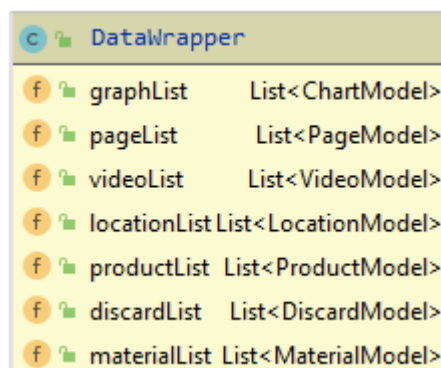 DataWrapper
graphList List<ChartModel>
pageList List<PageModel>
videoList List<VideoModel>
locationList List<LocationModel>
productList List<ProductModel>
discardList List<DiscardModel>
materialList List<MaterialModel>